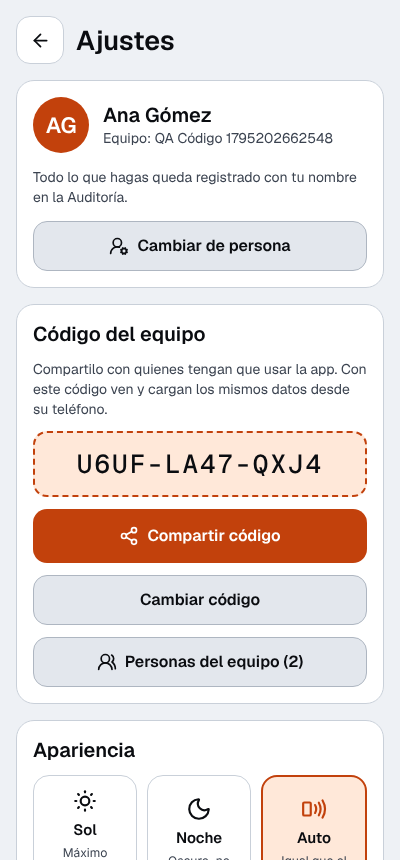 Ajustes
AG
Ana Gómez
Equipo: QA Código 1795202662548
Todo lo que hagas queda registrado con tu nombre
en la Auditoría.
Cambiar de persona
Código del equipo
Compartilo con quienes tengan que usar la app. Con
este código ven y cargan los mismos datos desde
su teléfono.
U6UF-LA47-QXJ4
Compartir código
Cambiar código
Personas del equipo (2)
Apariencia
Sol
Noche
Auto
Máximo